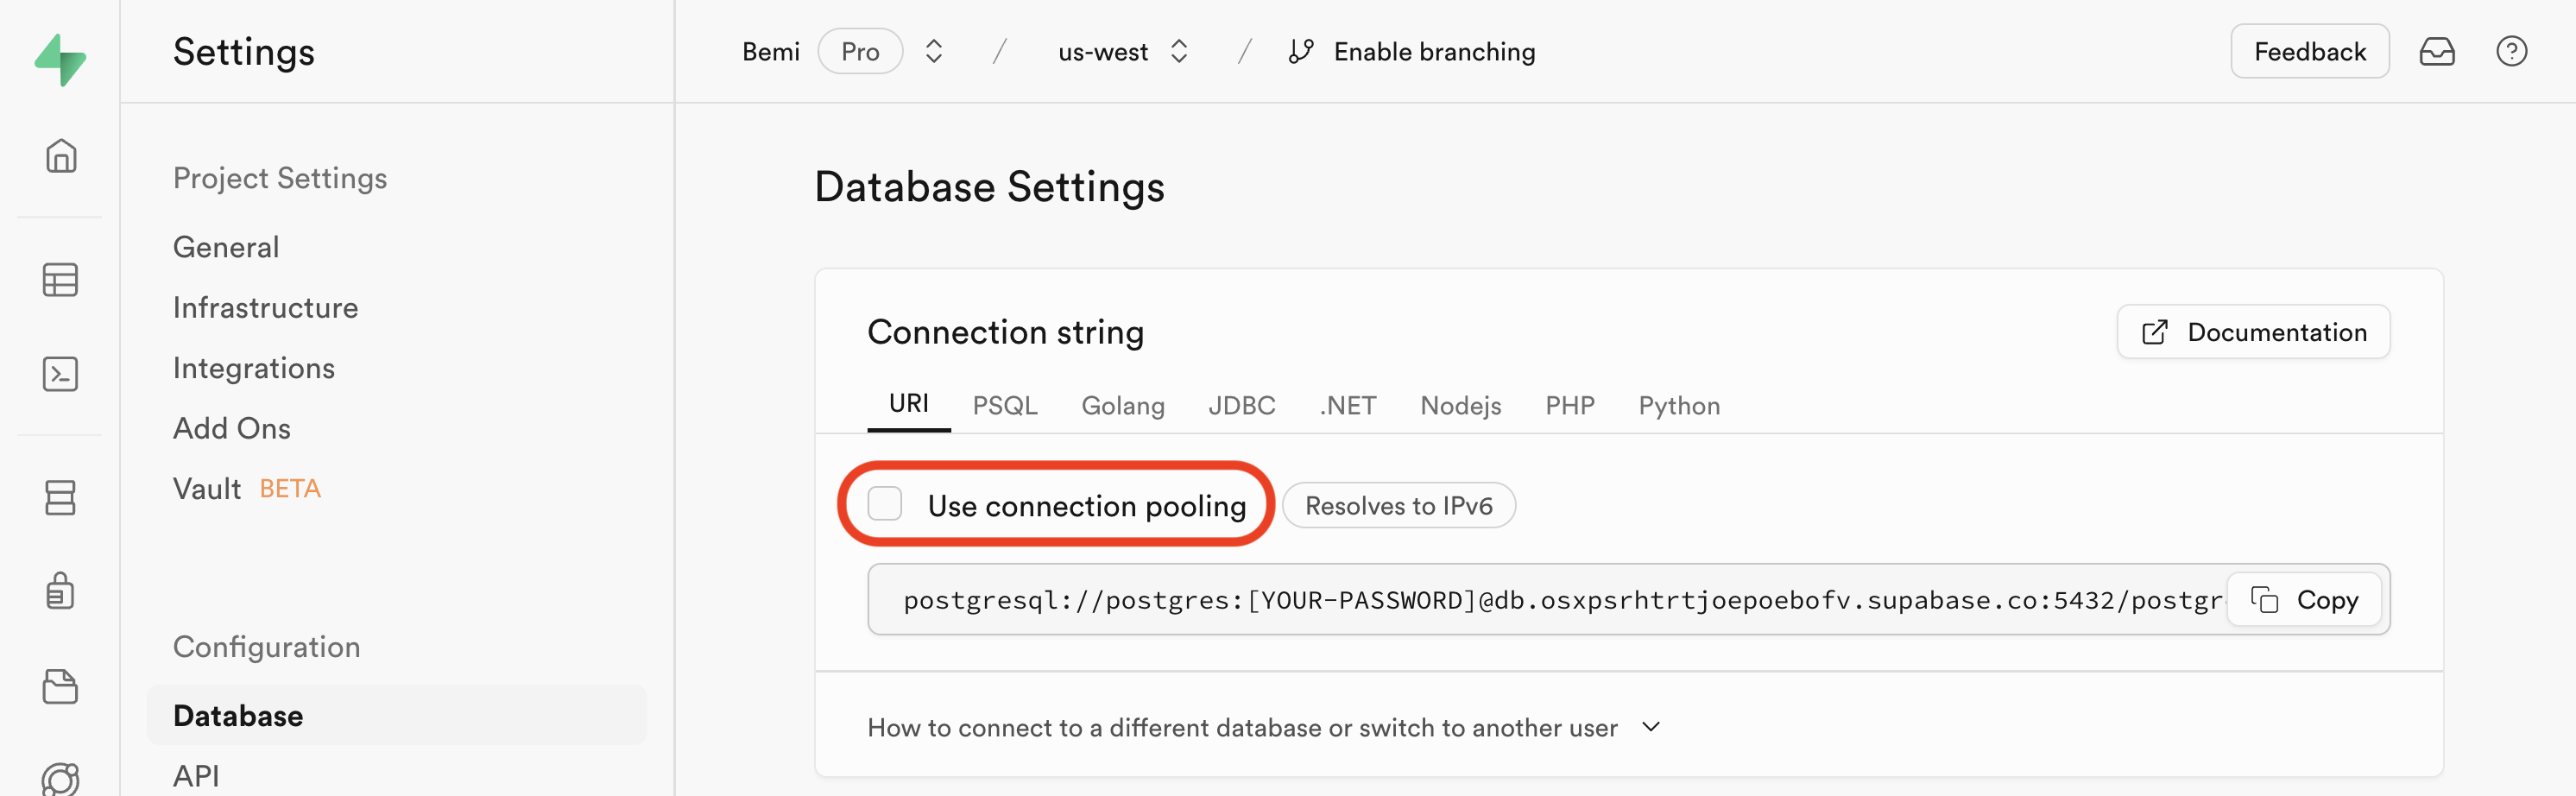 Settings
Bemi Pro / us-west / Enable branching
Feedback
Project Settings
General
Infrastructure
Integrations
Add Ons
Vault BETA
Configuration
Database
API
Database Settings
Connection string
Documentation
URI PSQL Golang JDBC .NET Nodejs PHP Python
Use connection pooling Resolves to IPv6
postgresql://postgres:[YOUR-PASSWORD]@db.osxpsrhtrtjoepoebofv.supabase.co:5432/postgr
Copy
How to connect to a different database or switch to another user